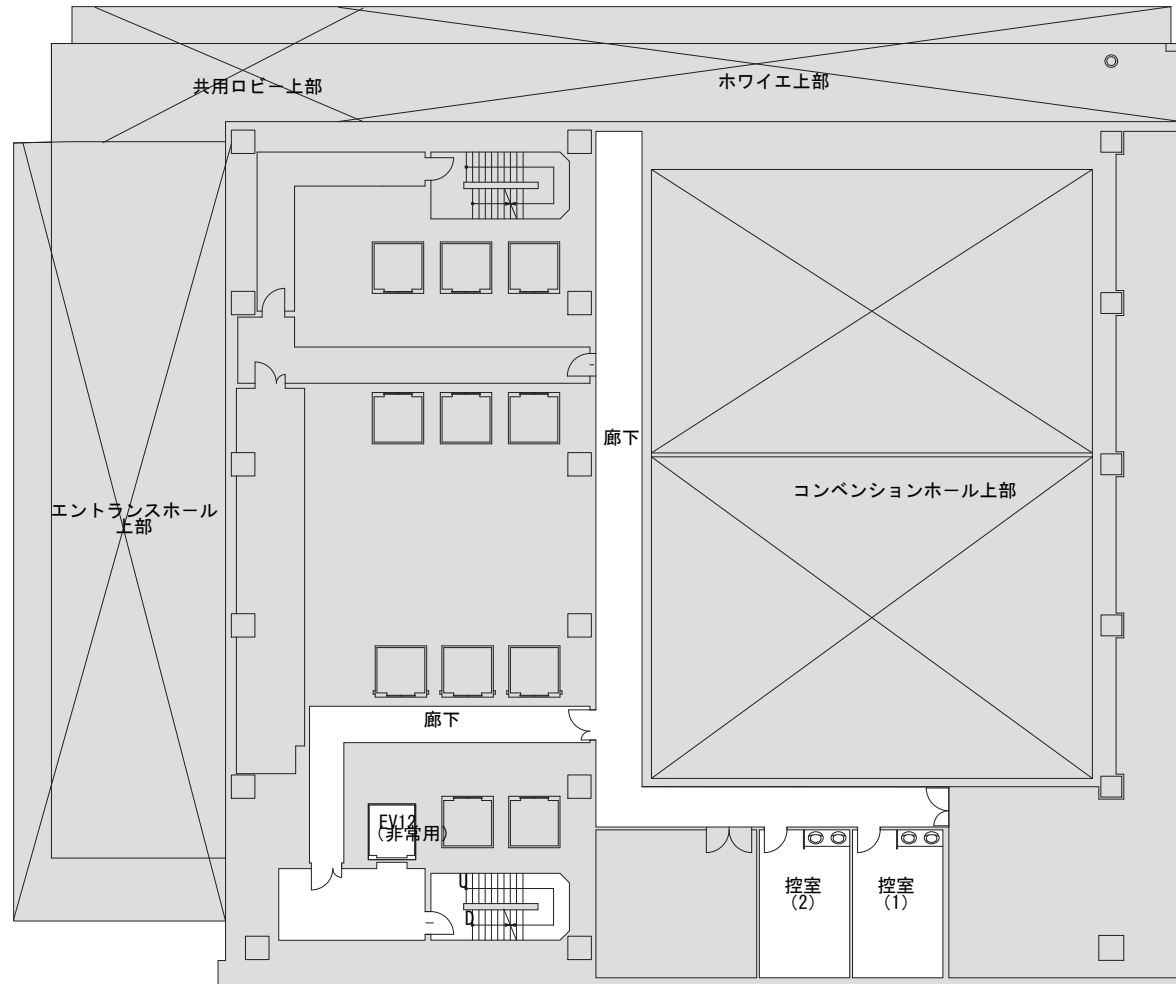 共用ロビー上部
ホワイエ上部
廊下
コンベンションホール上部
エントランスホール
上部
廊下
EV12
(非常用)
U
D
控室
(2)
控室
(1)